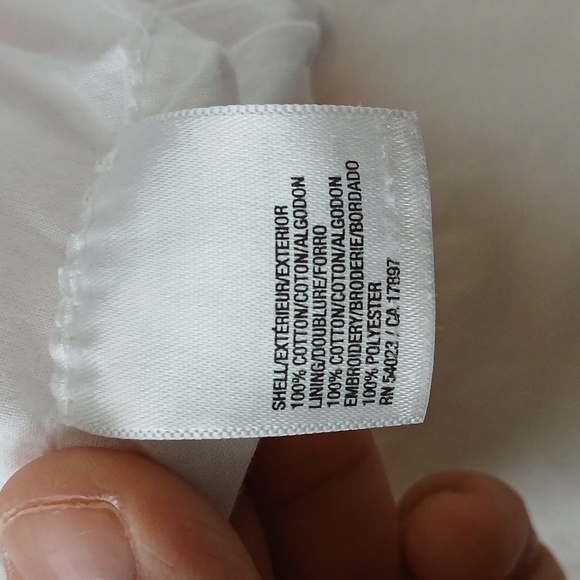 SHELL/EXTÉRIEUR/EXTERIOR
100% COTTON/COTON/ALGODON
LINING/DOUBLURE/FORRO
100% COTTON/COTON/ALGODON
EMBROIDERY/BRODERIE/BORDADO
100% POLYESTER
RN 54023 / CA 17897